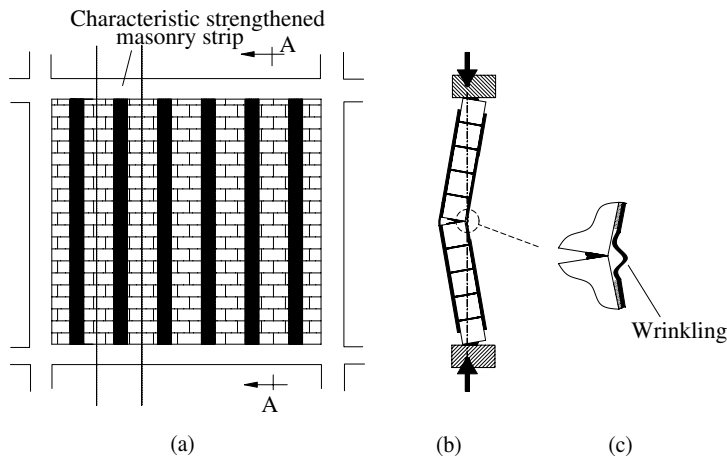 Characteristic strengthened
masonry strip
A
A
Wrinkling
(a)
(b)
(c)